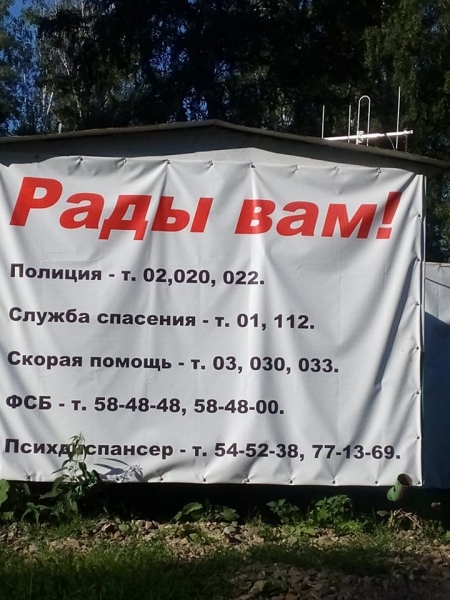 Рады вам!
Полиция - т. 02,020, 022.
Служба спасения - т. 01, 112.
Скорая помощь - т. 03, 030, 033.
ФСБ - т. 58-48-48, 58-48-00.
Психдиспансер - т. 54-52-38, 77-13-69.